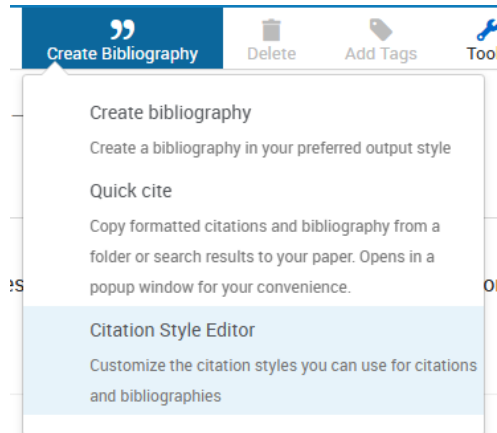 Create Bibliography Delete Add Tags Tool
Create bibliography
Create a bibliography in your preferred output style
Quick cite
Copy formatted citations and bibliography from a
folder or search results to your paper. Opens in a
popup window for your convenience.
Citation Style Editor
Customize the citation styles you can use for citations
and bibliographies